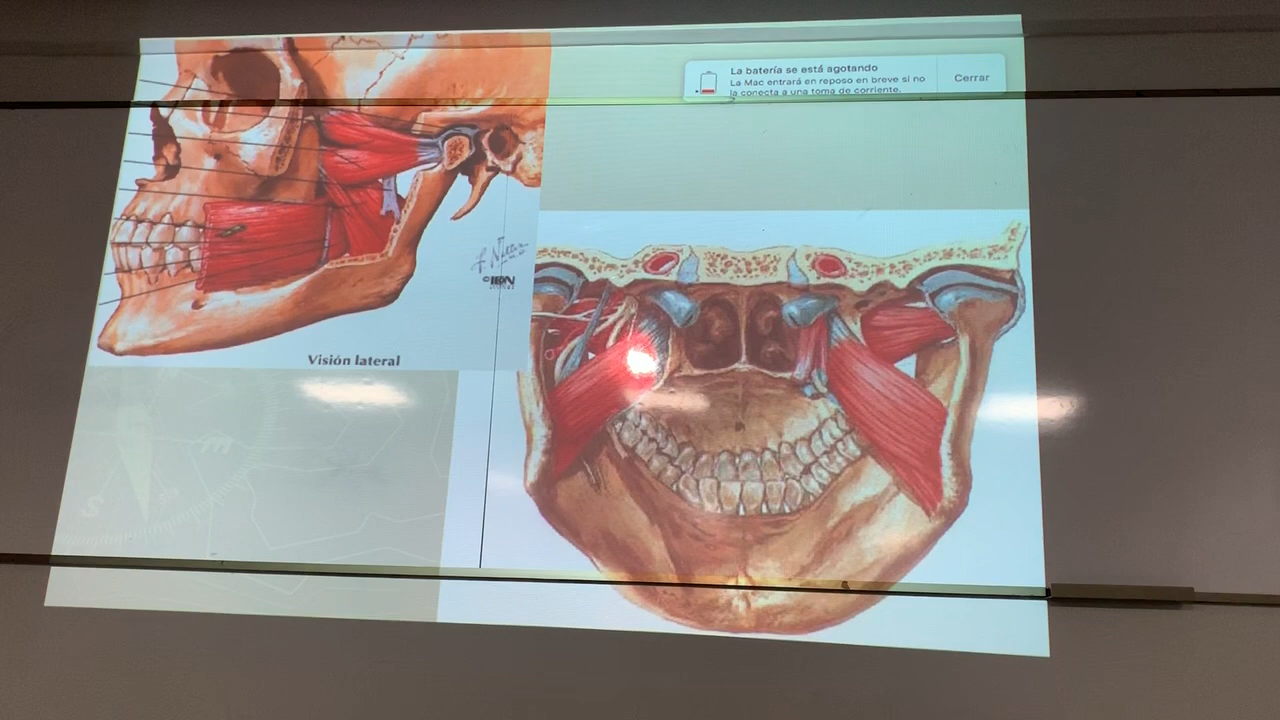 La batería se está agotando
La Mac entrará en reposo en breve si no
la conecta a una toma de corriente.
Cerrar
Visión lateral